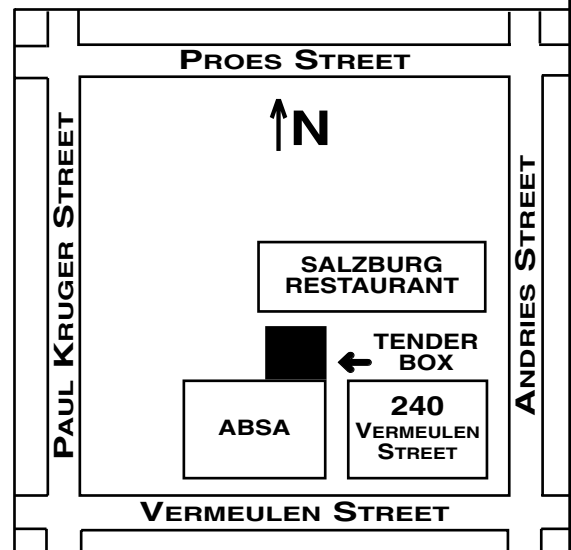 PROES STREET
N
PAUL KRUGER STREET
ANDRIES STREET
SALZBURG
RESTAURANT
TENDER
BOX
ABSA
240
VERMEULEN
STREET
VERMEULEN STREET